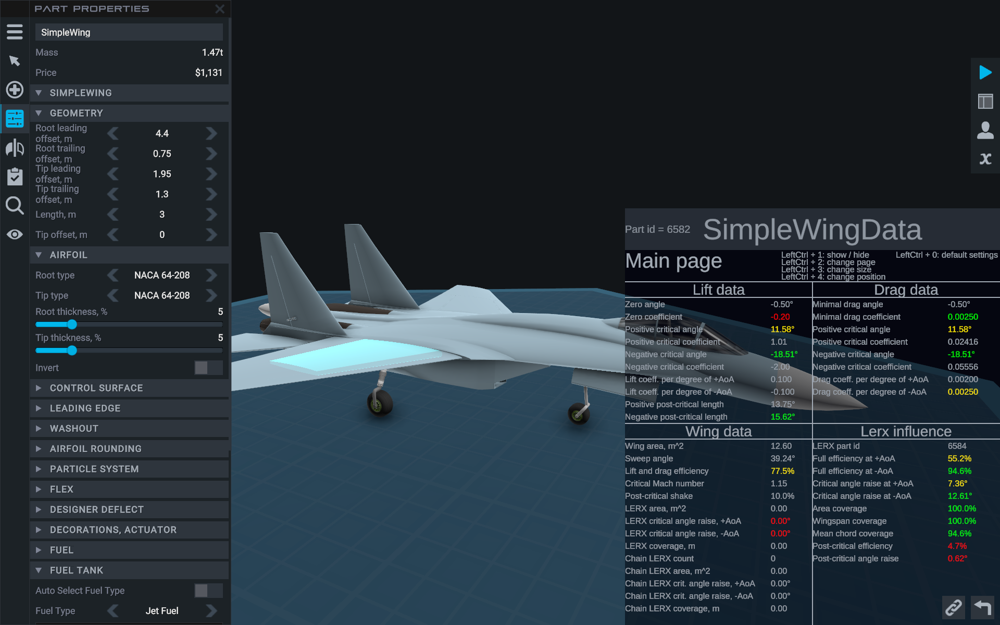 PART PROPERTIES
SimpleWing
Mass 1.47t
Price $1,131
SIMPLEWING
GEOMETRY
Root leading offset, m 4.4
Root trailing offset, m 0.75
Tip leading offset, m 1.95
Tip trailing offset, m 1.3
Length, m 3
Tip offset, m 0
AIRFOIL
Root type NACA 64-208
Tip type NACA 64-208
Root thickness, % 5
Tip thickness, % 5
Invert
CONTROL SURFACE
LEADING EDGE
WASHOUT
AIRFOIL ROUNDING
PARTICLE SYSTEM
FLEX
DESIGNER DEFLECT
DECORATIONS, ACTUATOR
FUEL
FUEL TANK
Auto Select Fuel Type
Fuel Type Jet Fuel
Part id = 6582 SimpleWingData
Main page
LeftCtrl + 1: show / hide LeftCtrl + 0: default settings
LeftCtrl + 2: change page
LeftCtrl + 3: change size
LeftCtrl + 4: change position
Lift data
Zero angle -0.50°
Zero coefficient -0.20
Positive critical angle 11.58°
Positive critical coefficient 1.01
Negative critical angle -18.51°
Negative critical coefficient -2.00
Lift coeff. per degree of +AoA 0.100
Lift coeff. per degree of -AoA -0.100
Positive post-critical length 13.75°
Negative post-critical length 15.62°
Drag data
Minimal drag angle -0.50°
Minimal drag coefficient 0.00250
Positive critical angle 11.58°
Positive critical coefficient 0.02416
Negative critical angle -18.51°
Negative critical coefficient 0.05556
Drag coeff. per degree of +AoA 0.00200
Drag coeff. per degree of -AoA 0.00250
Wing data
Wing area, m^2 12.60
Sweep angle 39.24°
Lift and drag efficiency 77.5%
Critical Mach number 1.15
Post-critical shake 10.0%
LERX area, m^2 0.00
LERX critical angle raise, +AoA 0.00°
LERX critical angle raise, -AoA 0.00°
LERX coverage, m 0.00
Chain LERX count 0
Chain LERX area, m^2 0.00
Chain LERX crit. angle raise, +AoA 0.00°
Chain LERX crit. angle raise, -AoA 0.00°
Chain LERX coverage, m 0.00
Lerx influence
LERX part id 6584
Full efficiency at +AoA 55.2%
Full efficiency at -AoA 94.6%
Critical angle raise at +AoA 7.36°
Critical angle raise at -AoA 12.61°
Area coverage 100.0%
Wingspan coverage 100.0%
Mean chord coverage 94.6%
Post-critical efficiency 4.7%
Post-critical angle raise 0.62°